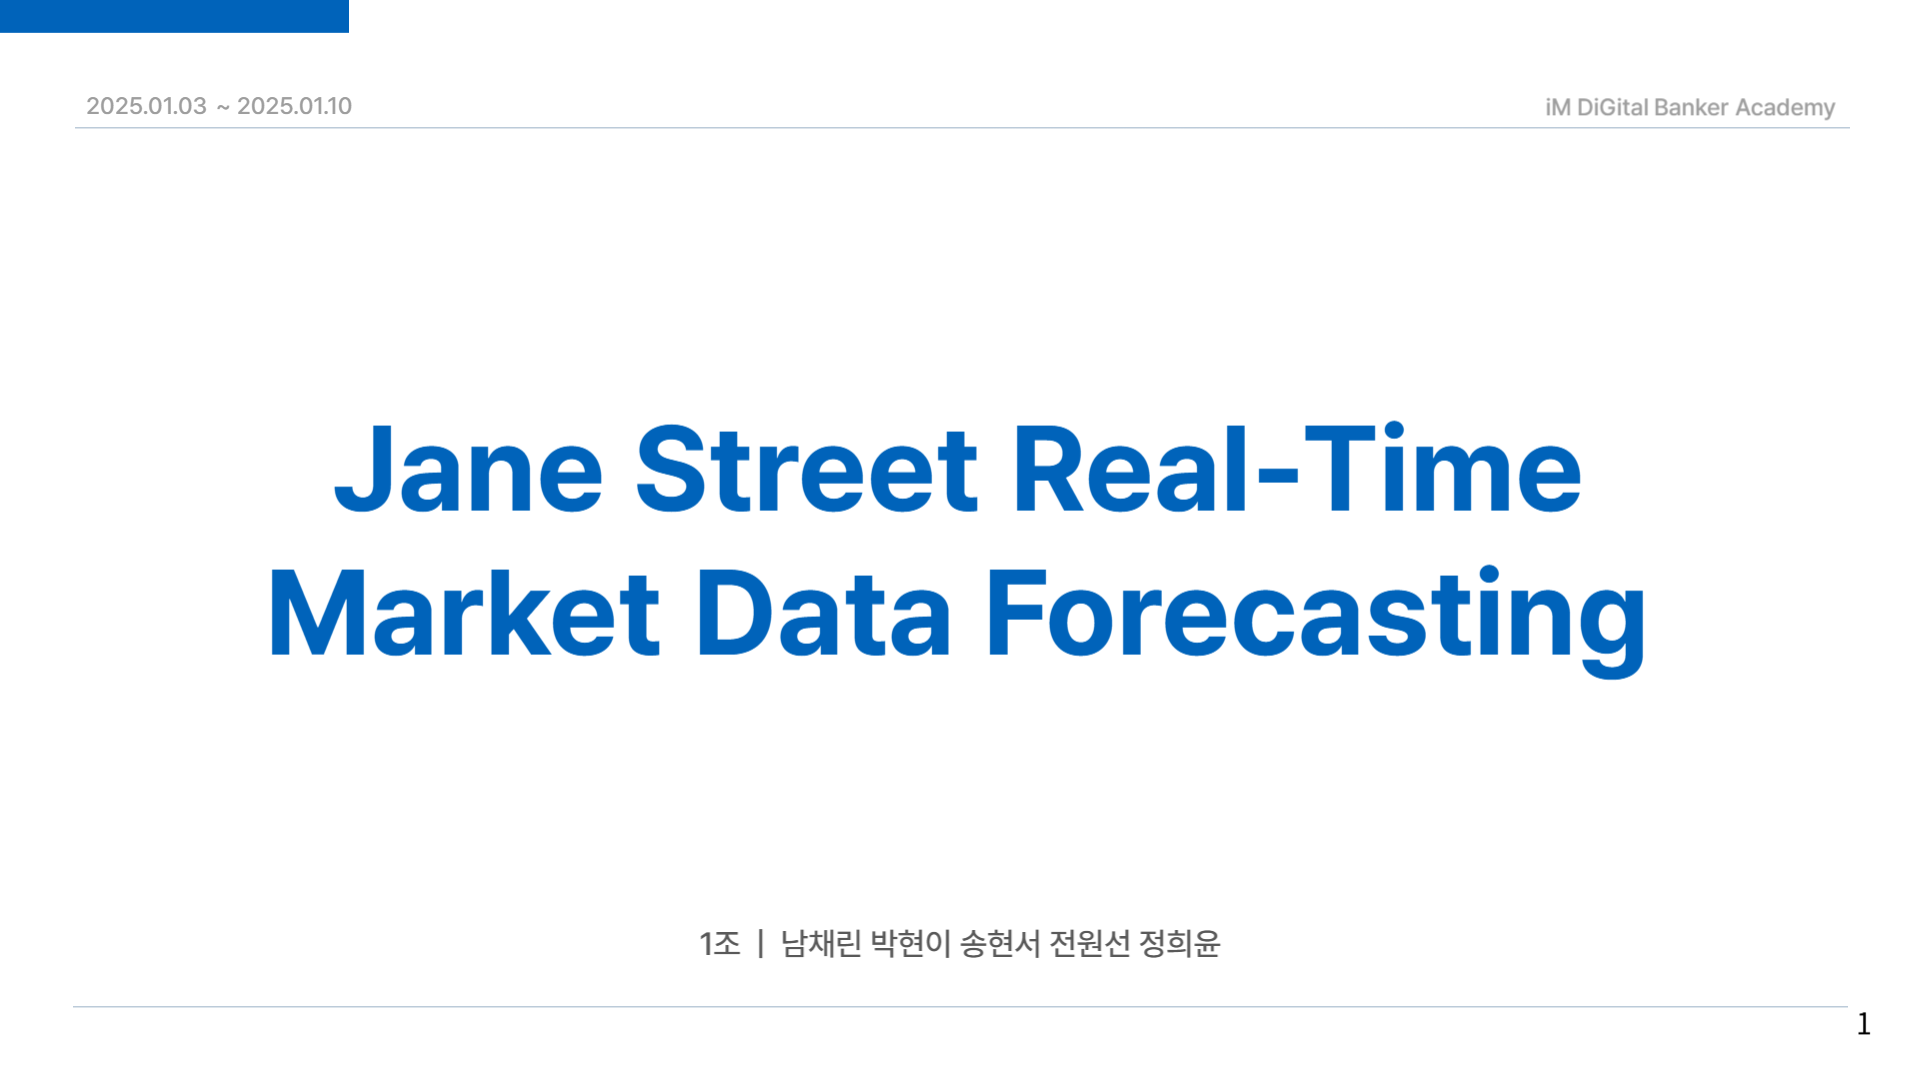 2025.01.03 ~ 2025.01.10
iM DiGital Banker Academy
Jane Street Real-Time
Market Data Forecasting
1조 | 남채린 박현이 송현서 전원선 정희윤
1